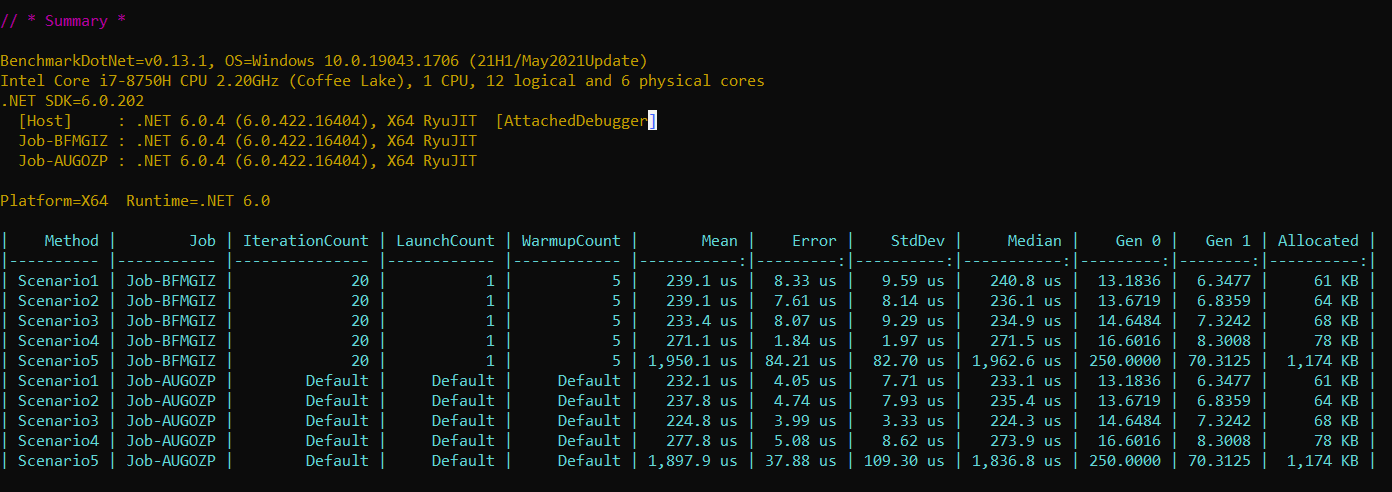 // * Summary *
BenchmarkDotNet=v0.13.1, OS=Windows 10.0.19043.1706 (21H1/May2021Update)
Intel Core i7-8750H CPU 2.20GHz (Coffee Lake), 1 CPU, 12 logical and 6 physical cores
.NET SDK=6.0.202
  [Host]     : .NET 6.0.4 (6.0.422.16404), X64 RyuJIT  [AttachedDebugger]
  Job-BFMGIZ : .NET 6.0.4 (6.0.422.16404), X64 RyuJIT
  Job-AUGOZP : .NET 6.0.4 (6.0.422.16404), X64 RyuJIT
Platform=X64  Runtime=.NET 6.0
|    Method |        Job | IterationCount | LaunchCount | WarmupCount |       Mean |    Error |    StdDev |     Median |    Gen 0 |   Gen 1 | Allocated |
|---------- |----------- |--------------- |------------ |------------ |-----------:|---------:|----------:|-----------:|---------:|--------:|----------:|
| Scenario1 | Job-BFMGIZ |             20 |           1 |           5 |   239.1 us |  8.33 us |   9.59 us |   240.8 us |  13.1836 |  6.3477 |     61 KB |
| Scenario2 | Job-BFMGIZ |             20 |           1 |           5 |   239.1 us |  7.61 us |   8.14 us |   236.1 us |  13.6719 |  6.8359 |     64 KB |
| Scenario3 | Job-BFMGIZ |             20 |           1 |           5 |   233.4 us |  8.07 us |   9.29 us |   234.9 us |  14.6484 |  7.3242 |     68 KB |
| Scenario4 | Job-BFMGIZ |             20 |           1 |           5 |   271.1 us |  1.84 us |   1.97 us |   271.5 us |  16.6016 |  8.3008 |     78 KB |
| Scenario5 | Job-BFMGIZ |             20 |           1 |           5 | 1,950.1 us | 84.21 us |  82.70 us | 1,962.6 us | 250.0000 | 70.3125 |  1,174 KB |
| Scenario1 | Job-AUGOZP |        Default |     Default |     Default |   232.1 us |  4.05 us |   7.71 us |   233.1 us |  13.1836 |  6.3477 |     61 KB |
| Scenario2 | Job-AUGOZP |        Default |     Default |     Default |   237.8 us |  4.74 us |   7.93 us |   235.4 us |  13.6719 |  6.8359 |     64 KB |
| Scenario3 | Job-AUGOZP |        Default |     Default |     Default |   224.8 us |  3.99 us |   3.33 us |   224.3 us |  14.6484 |  7.3242 |     68 KB |
| Scenario4 | Job-AUGOZP |        Default |     Default |     Default |   277.8 us |  5.08 us |   8.62 us |   273.9 us |  16.6016 |  8.3008 |     78 KB |
| Scenario5 | Job-AUGOZP |        Default |     Default |     Default | 1,897.9 us | 37.88 us | 109.30 us | 1,836.8 us | 250.0000 | 70.3125 |  1,174 KB |